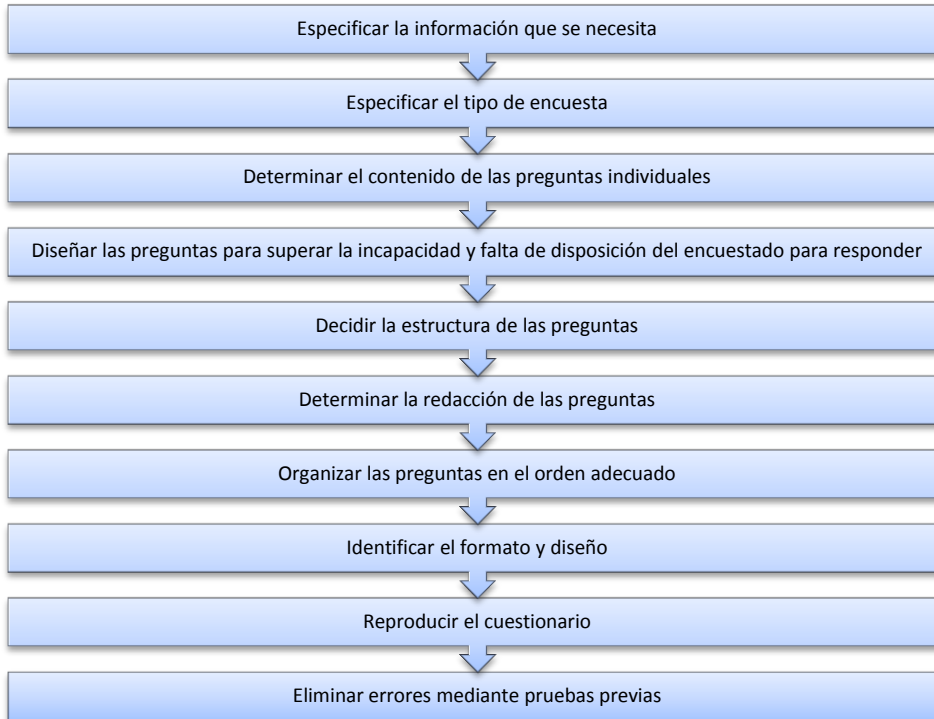 Especificar la información que se necesita
Especificar el tipo de encuesta
Determinar el contenido de las preguntas individuales
Diseñar las preguntas para superar la incapacidad y falta de disposición del encuestado para responder
Decidir la estructura de las preguntas
Determinar la redacción de las preguntas
Organizar las preguntas en el orden adecuado
Identificar el formato y diseño
Reproducir el cuestionario
Eliminar errores mediante pruebas previas